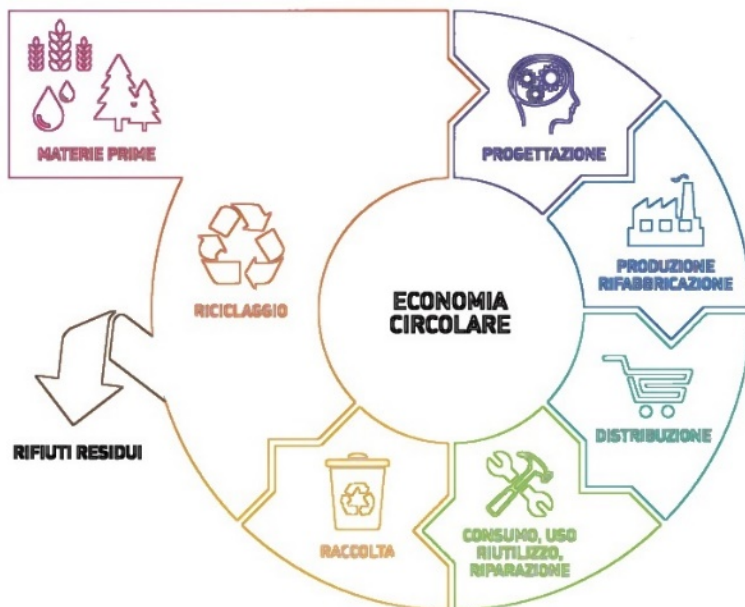 MATERIE PRIME
PROGETTAZIONE
PRODUZIONE
RIFABBRICAZIONE
RICICLAGGIO
ECONOMIA
CIRCOLARE
DISTRIBUZIONE
RIFIUTI RESIDUI
CONSUMO, USO
RIUTILIZZO,
RIPARAZIONE
RACCOLTA